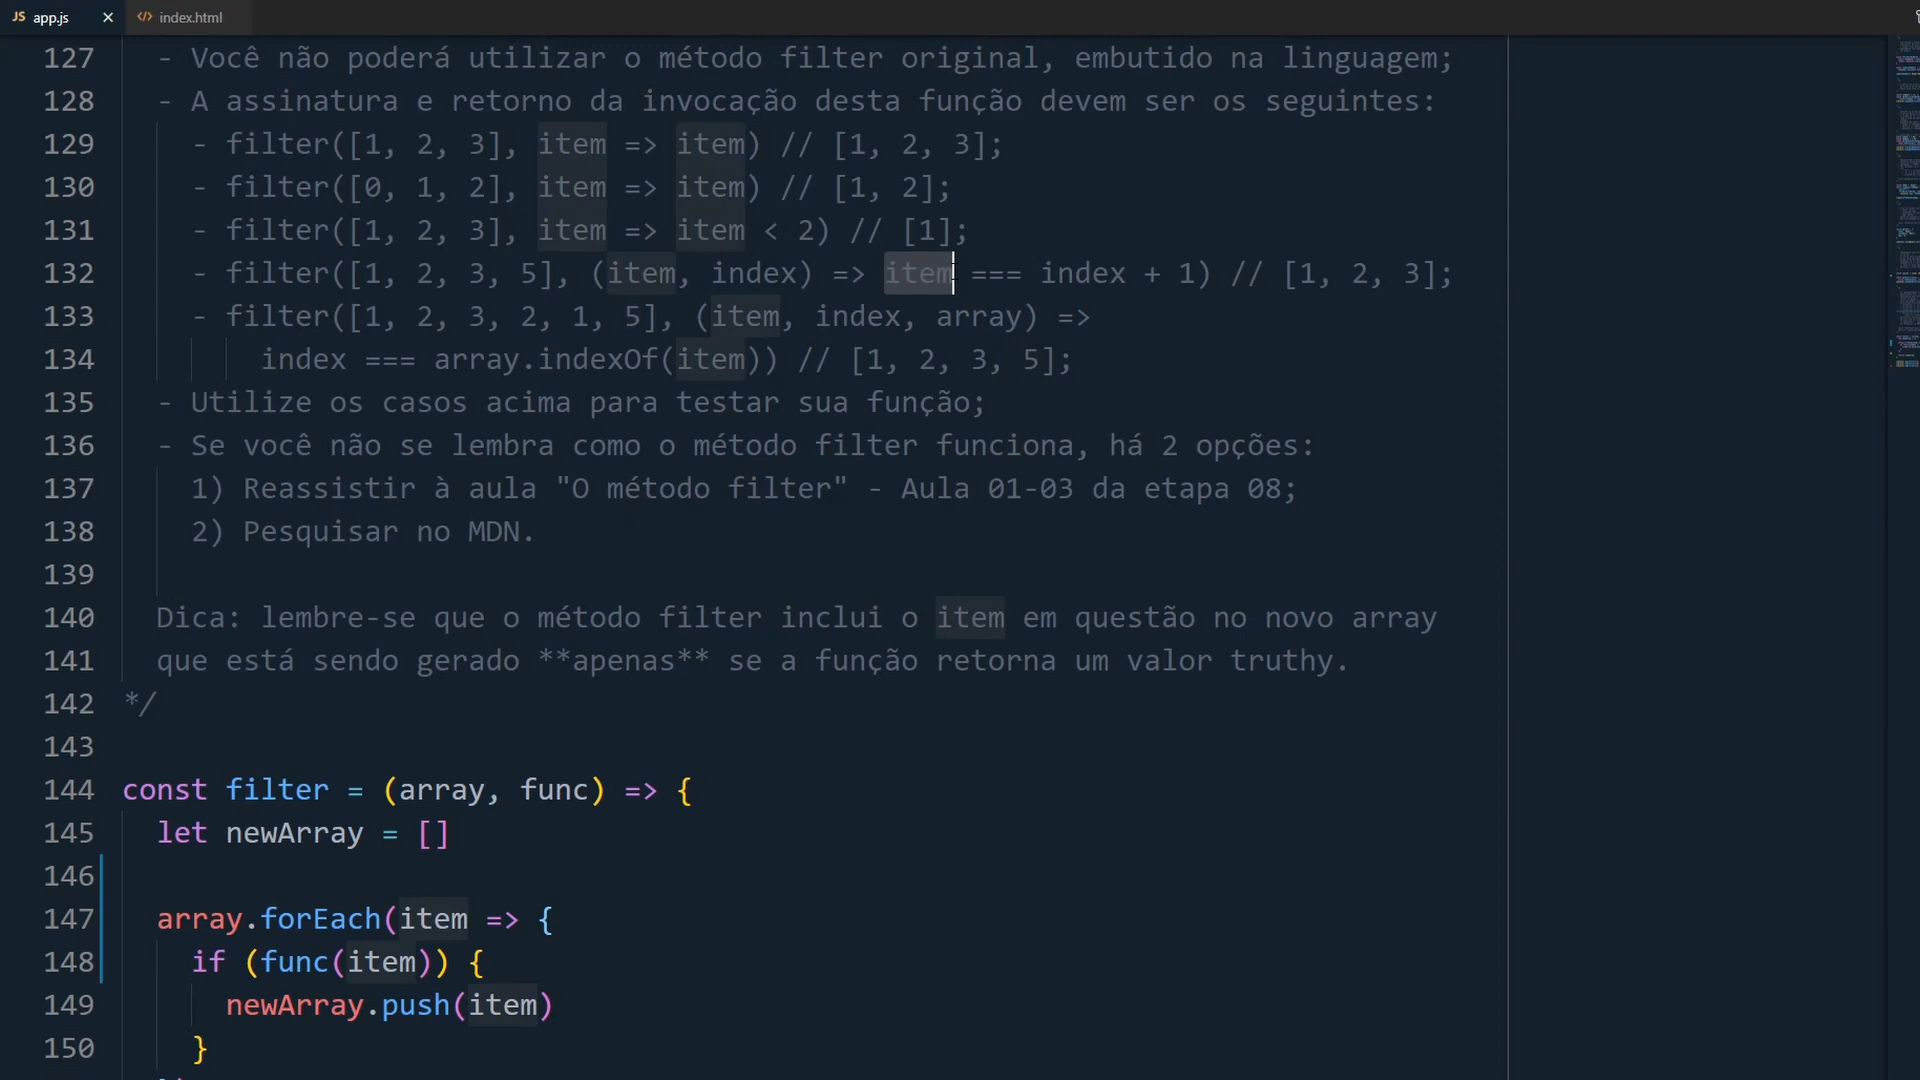 JS app.js × <> index.html
127 - Você não poderá utilizar o método filter original, embutido na linguagem;
128 - A assinatura e retorno da invocação desta função devem ser os seguintes:
129 - filter([1, 2, 3], item => item) // [1, 2, 3];
130 - filter([0, 1, 2], item => item) // [1, 2];
131 - filter([1, 2, 3], item => item < 2) // [1];
132 - filter([1, 2, 3, 5], (item, index) => item === index + 1) // [1, 2, 3];
133 - filter([1, 2, 3, 2, 1, 5], (item, index, array) =>
134 index === array.indexOf(item)) // [1, 2, 3, 5];
135 - Utilize os casos acima para testar sua função;
136 - Se você não se lembra como o método filter funciona, há 2 opções:
137 1) Reassistir à aula "O método filter" - Aula 01-03 da etapa 08;
138 2) Pesquisar no MDN.
139
140 Dica: lembre-se que o método filter inclui o item em questão no novo array
141 que está sendo gerado **apenas** se a função retorna um valor truthy.
142 */
143
144 const filter = (array, func) => {
145 let newArray = []
146
147 array.forEach(item => {
148 if (func(item)) {
149 newArray.push(item)
150 }